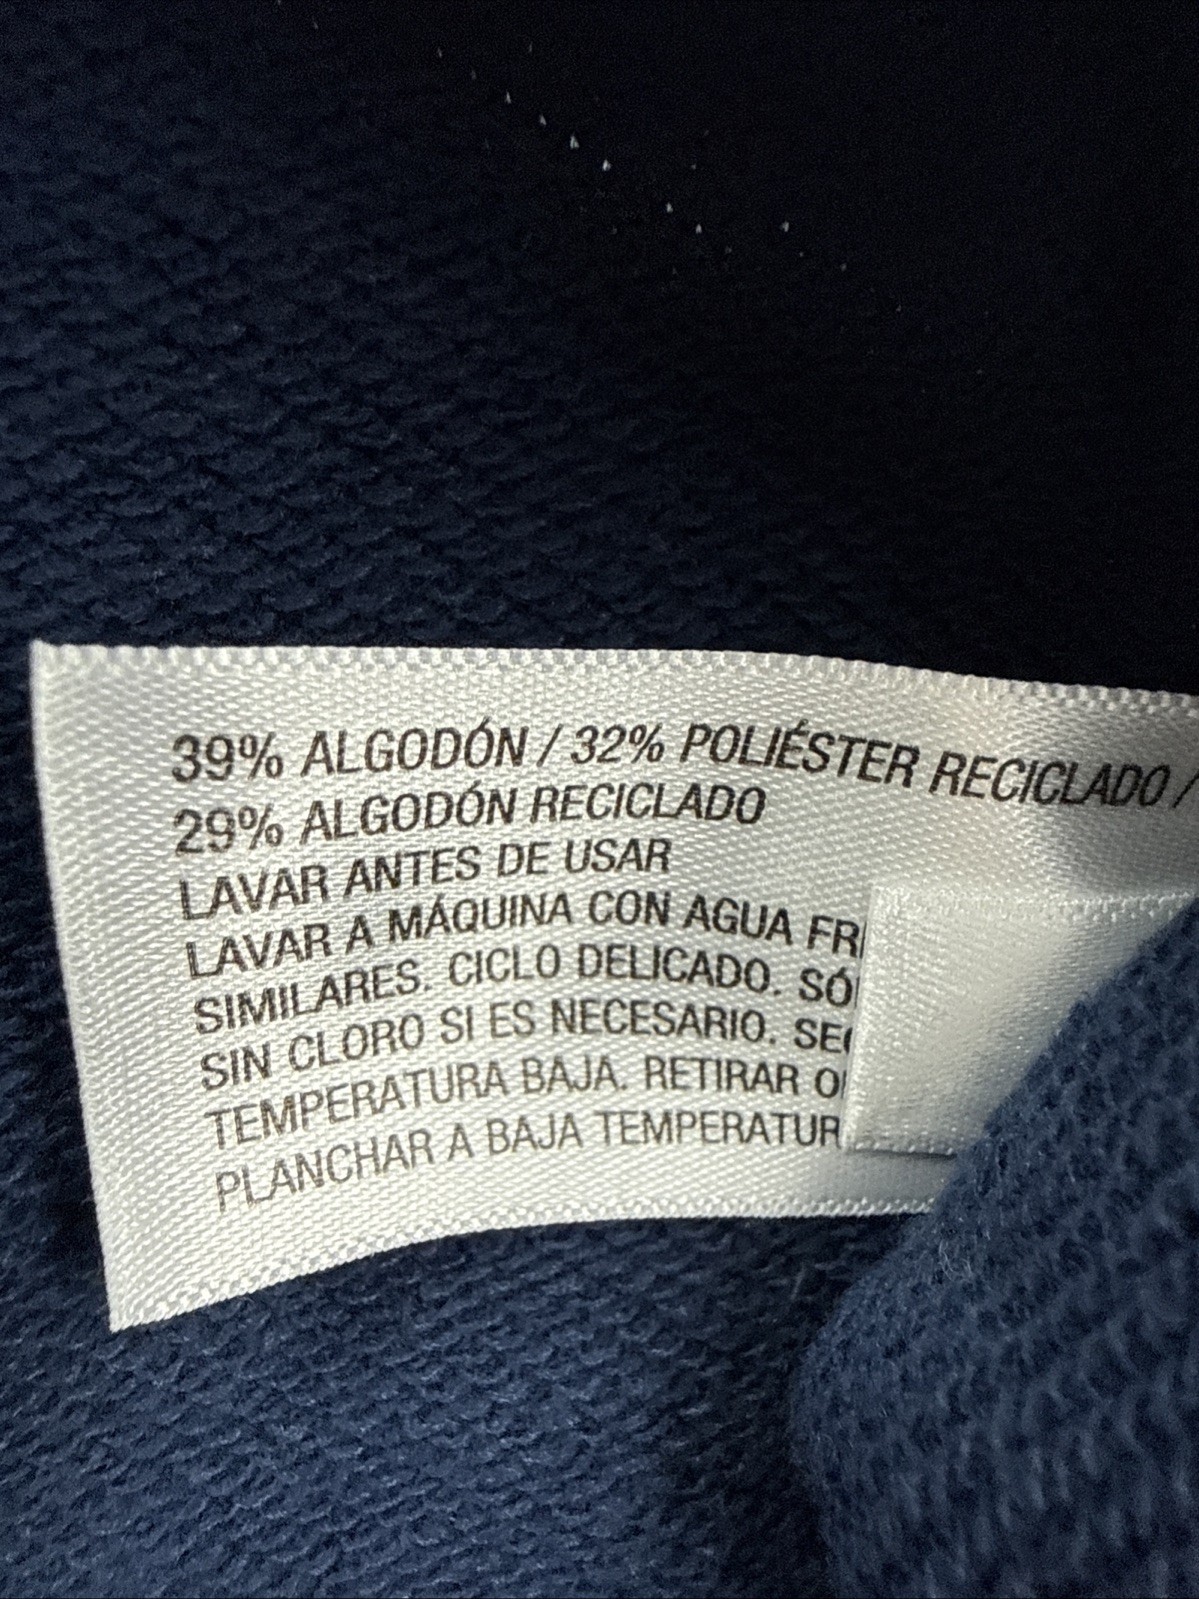 39% ALGODÓN / 32% POLIÉSTER RECICLADO /
29% ALGODÓN RECICLADO
LAVAR ANTES DE USAR
LAVAR A MÁQUINA CON AGUA
SIMILARES. CICLO DELICADO.
SIN CLORO SI ES NECESARIO.
TEMPERATURA BAJA. RETIRAR
PLANCHAR A BAJA